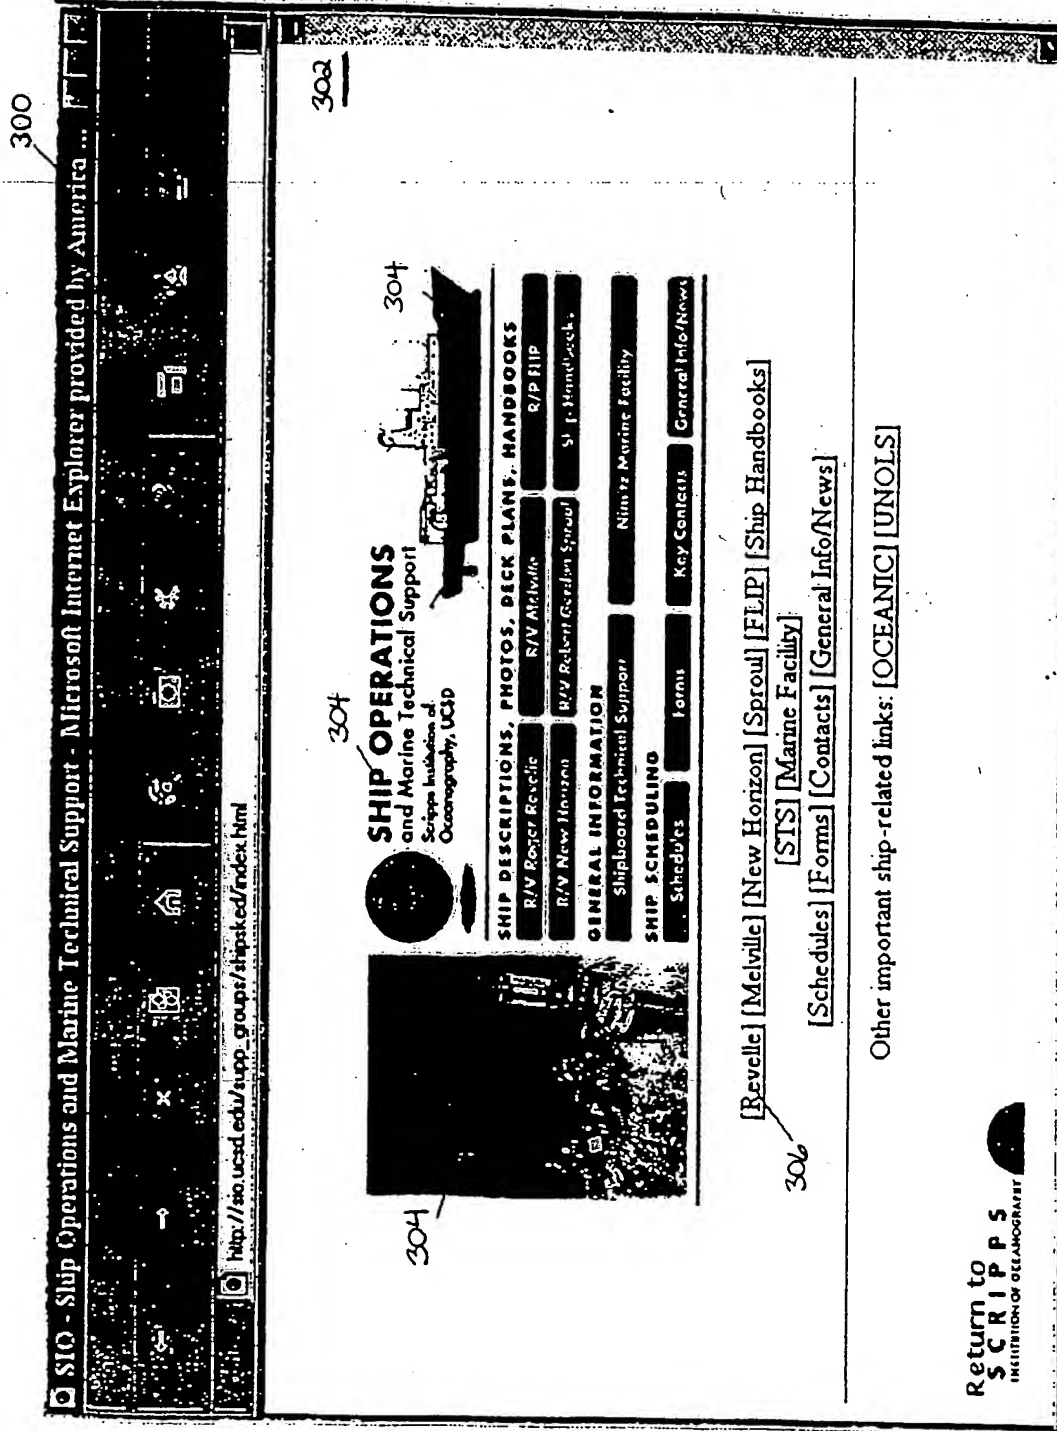 300
SIO - Ship Operations and Marine Technical Support - Microsoft Internet Explorer provided by America ...
http://sio.ucsd.edu/supp_groups/shipsked/index.html
302
304
SHIP OPERATIONS
and Marine Technical Support
Scripps Institution of
Oceanography, UCSD
304
304
SHIP DESCRIPTIONS, PHOTOS, DECK PLANS, HANDBOOKS
R/V Roger Revelle R/V Melville R/P FLIP
R/V New Horizon R/V Robert Gordon Sproul Ship Handbooks
GENERAL INFORMATION
Shipboard Technical Support Nimitz Marine Facility
SHIP SCHEDULING
Schedules Forms Key Contacts General Info/News
[Revelle] [Melville] [New Horizon] [Sproul] [FLIP] [Ship Handbooks]
306
[STS] [Marine Facility]
[Schedules] [Forms] [Contacts] [General Info/News]
Other important ship-related links: [OCEANIC] [UNOLS]
Return to
SCRIPPS
INSTITUTION OF OCEANOGRAPHY